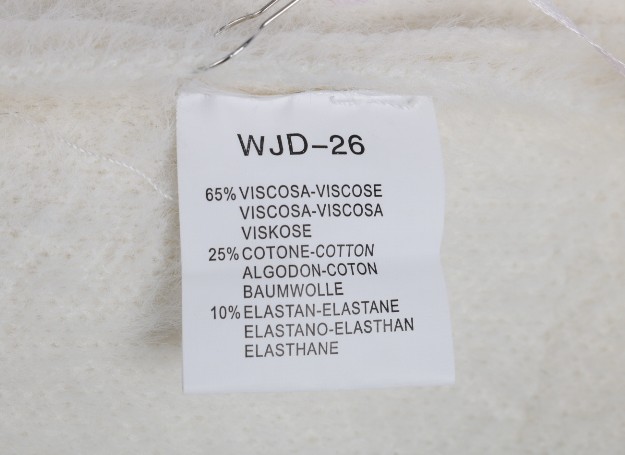 WJD-26
65% VISCOSA-VISCOSE
VISCOSA-VISCOSA
VISKOSE
25% COTONE-COTTON
ALGODON-COTON
BAUMWOLLE
10% ELASTAN-ELASTANE
ELASTANO-ELASTHAN
ELASTHANE